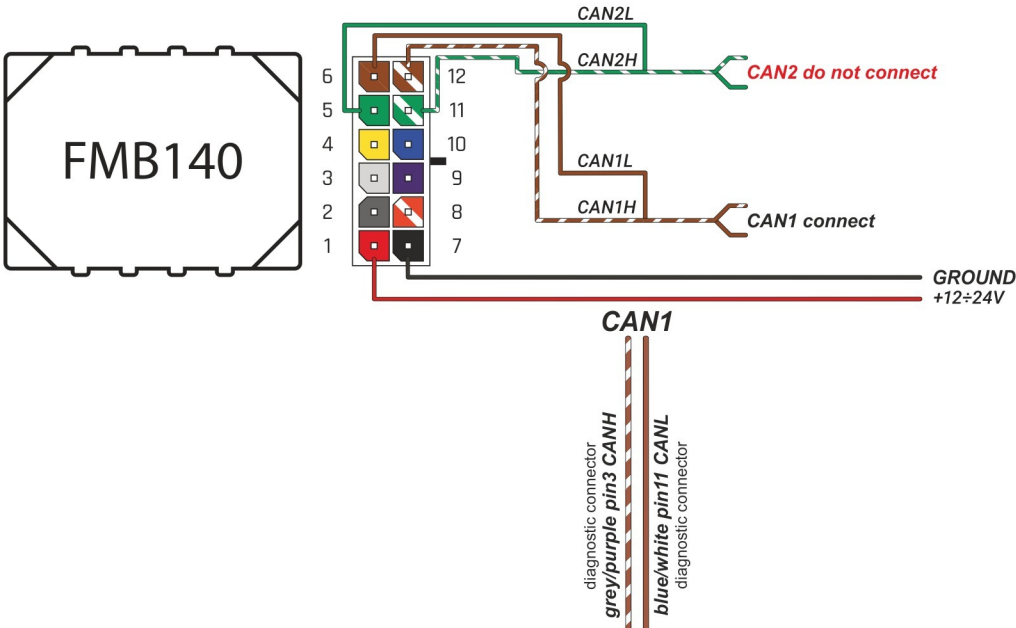 FMB140
CAN2L
CAN2H
CAN2 do not connect
6
12
5
11
4
10
3
9
2
8
1
7
CAN1L
CAN1H
CAN1 connect
GROUND
+12÷24V
CAN1
diagnostic connector
grey/purple pin3 CANH
blue/white pin11 CANL
diagnostic connector